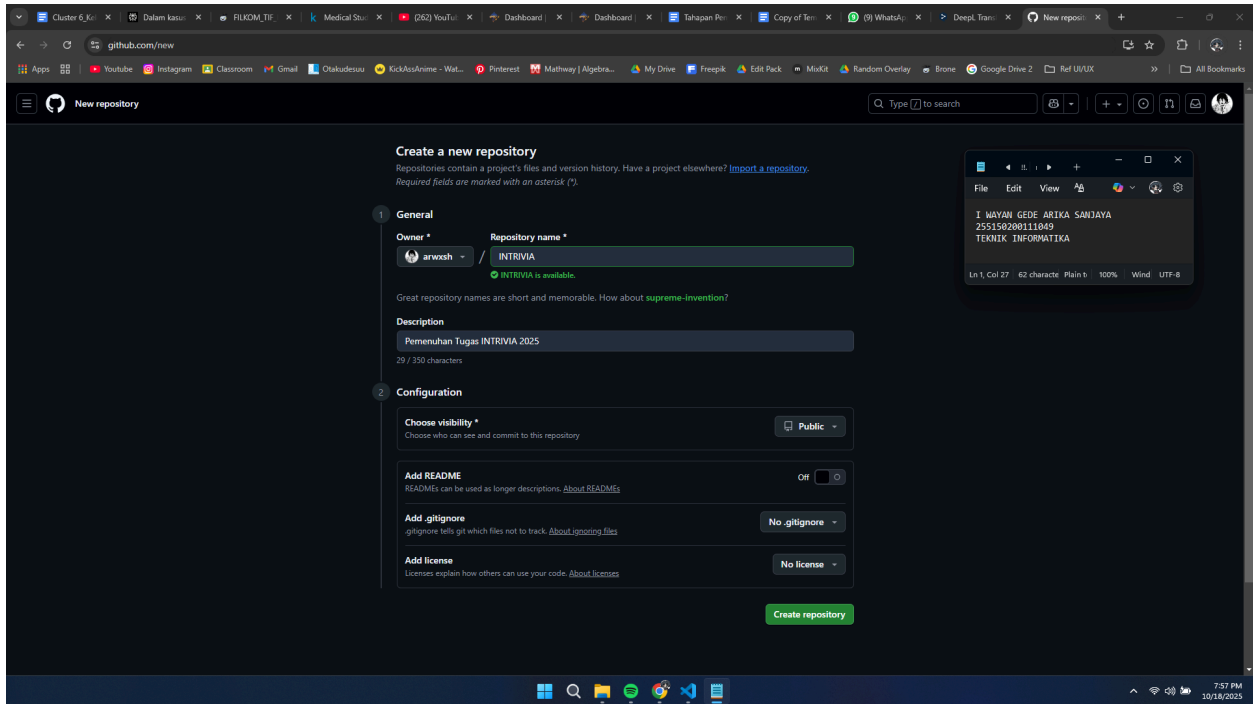 Cluster 6_Kel
Dalam kasus
FILKOM_TIF_
Medical Stud
(262) YouTub
Dashboard
Dashboard
Tahapan Pen
Copy of Tem
(9) WhatsAp
DeepL Trans
New reposit
github.com/new
Apps
Youtube
Instagram
Classroom
Gmail
Otakudesuu
KickAssAnime - Wat...
Pinterest
Mathway | Algebra...
My Drive
Freepik
Edit Pack
MixKit
Random Overlay
Brone
Google Drive 2
Ref UI/UX
All Bookmarks
New repository
Type / to search
Create a new repository
Repositories contain a project's files and version history. Have a project elsewhere? Import a repository.
Required fields are marked with an asterisk (*).
1 General
Owner * Repository name *
arwxsh / INTRIVIA
INTRIVIA is available.
Great repository names are short and memorable. How about supreme-invention?
Description
Pemenuhan Tugas INTRIVIA 2025
29 / 350 characters
2 Configuration
Choose visibility *
Choose who can see and commit to this repository
Public
Add README
READMEs can be used as longer descriptions. About READMEs
Off
Add .gitignore
.gitignore tells git which files not to track. About ignoring files
No .gitignore
Add license
Licenses explain how others can use your code. About licenses
No license
Create repository
File Edit View
I WAYAN GEDE ARIKA SANJAYA
255150200111049
TEKNIK INFORMATIKA
Ln 1, Col 27 62 characte Plain t 100% Wind UTF-8
7:57 PM
10/18/2025